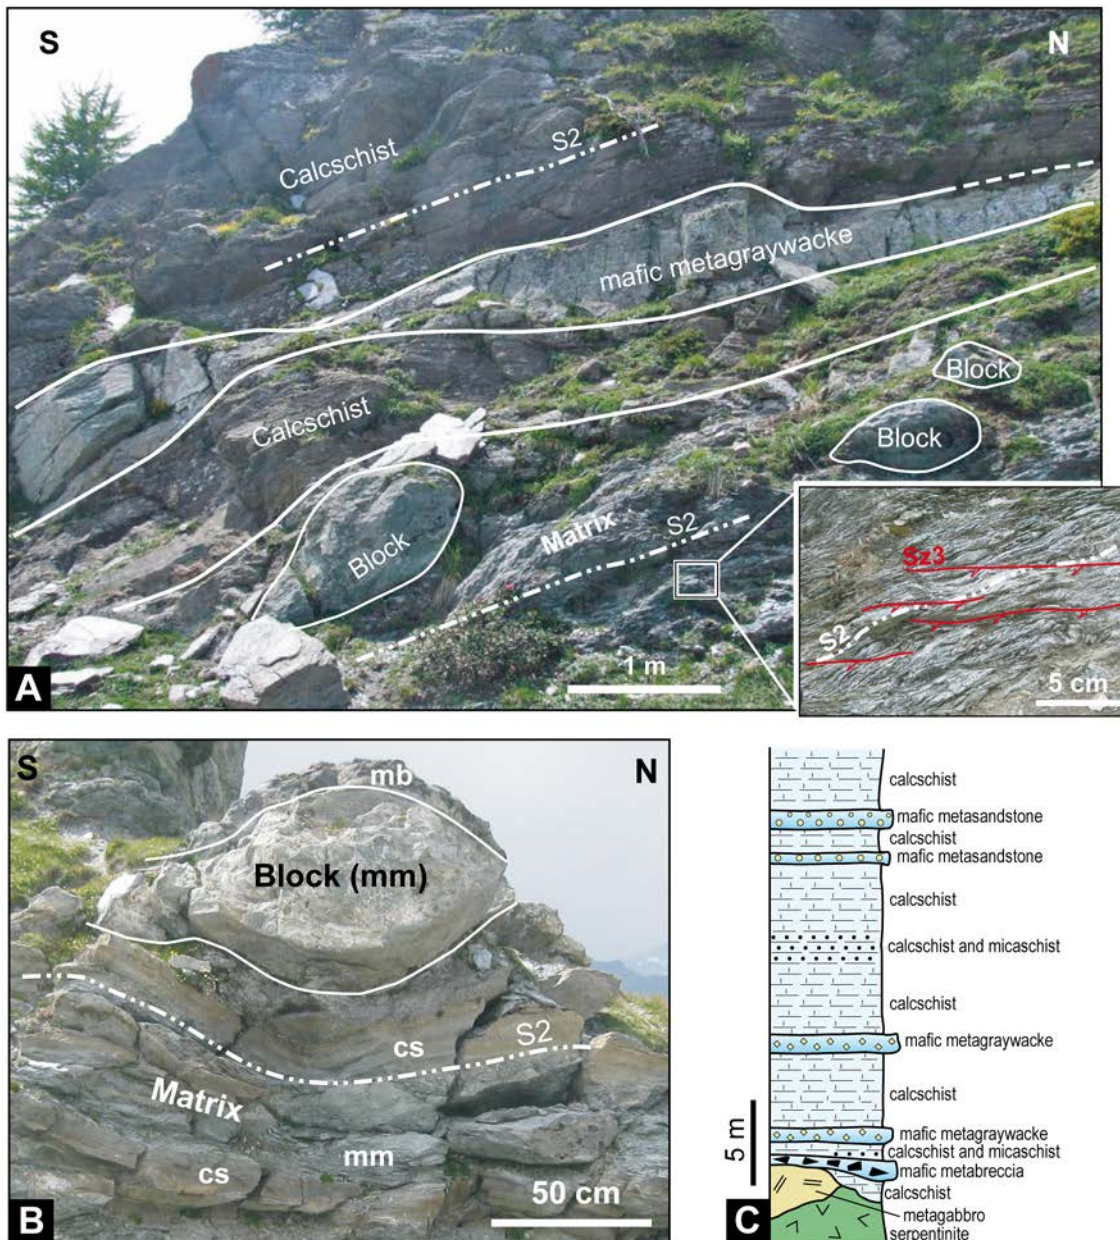 S
N
Calcschist
S2
mafic metagraywacke
Block
Calcschist
Block
Block
Matrix
S2
Sz3
S2
1 m
5 cm
A
S
N
mb
Block (mm)
cs
S2
Matrix
mm
cs
50 cm
B
calcschist
mafic metasandstone
calcschist
mafic metasandstone
calcschist
calcschist and micaschist
calcschist
mafic metagraywacke
calcschist
mafic metagraywacke
calcschist and micaschist
mafic metabreccia
calcschist
metagabbro
serpentinite
5 m
C